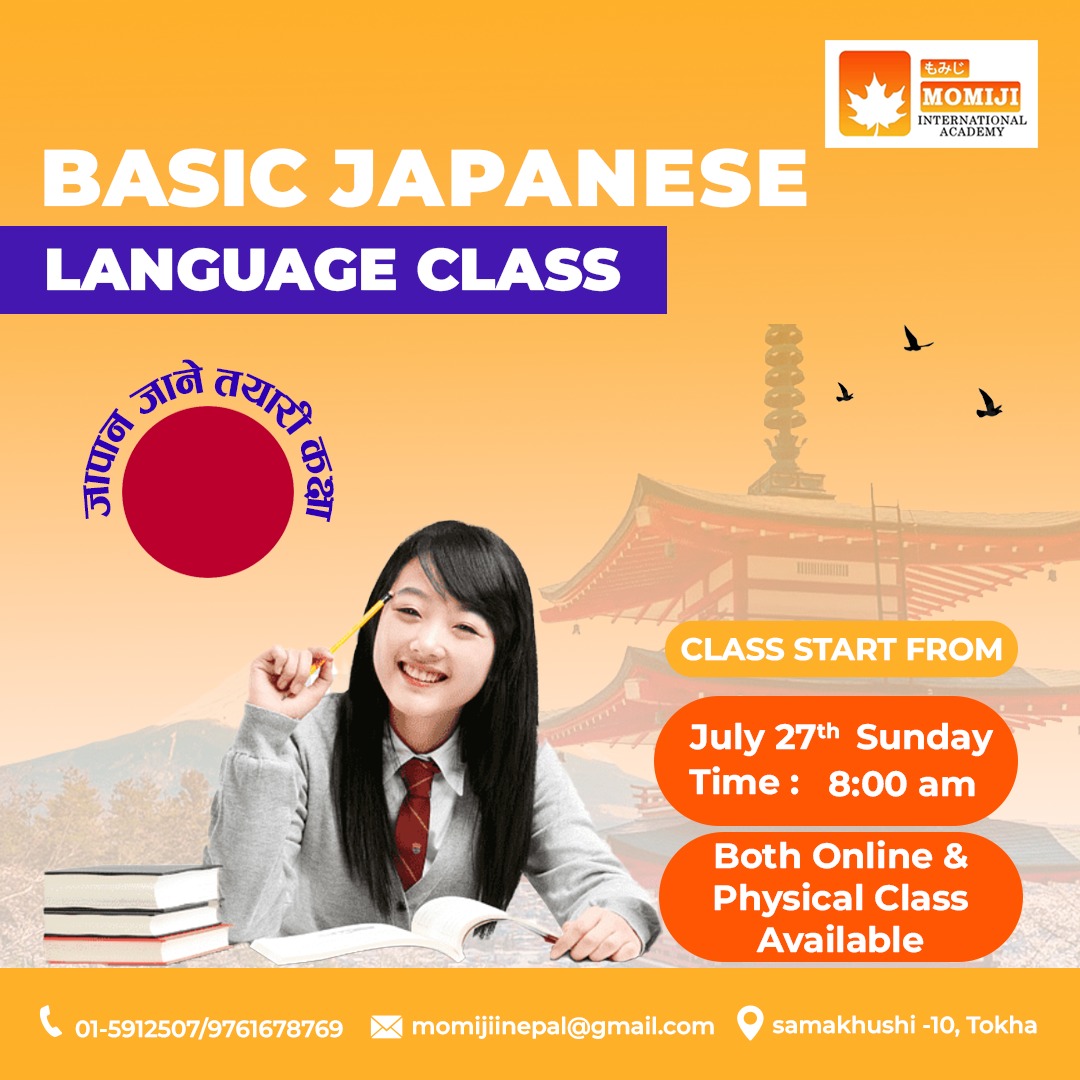 もみじ
MOMIJI
INTERNATIONAL
ACADEMY
BASIC JAPANESE
LANGUAGE CLASS
जापान जाने तयारी कक्षा
CLASS START FROM
July 27th Sunday
Time : 8:00 am
Both Online &
Physical Class
Available
01-5912507/9761678769
momijiinepal@gmail.com
samakhushi -10, Tokha